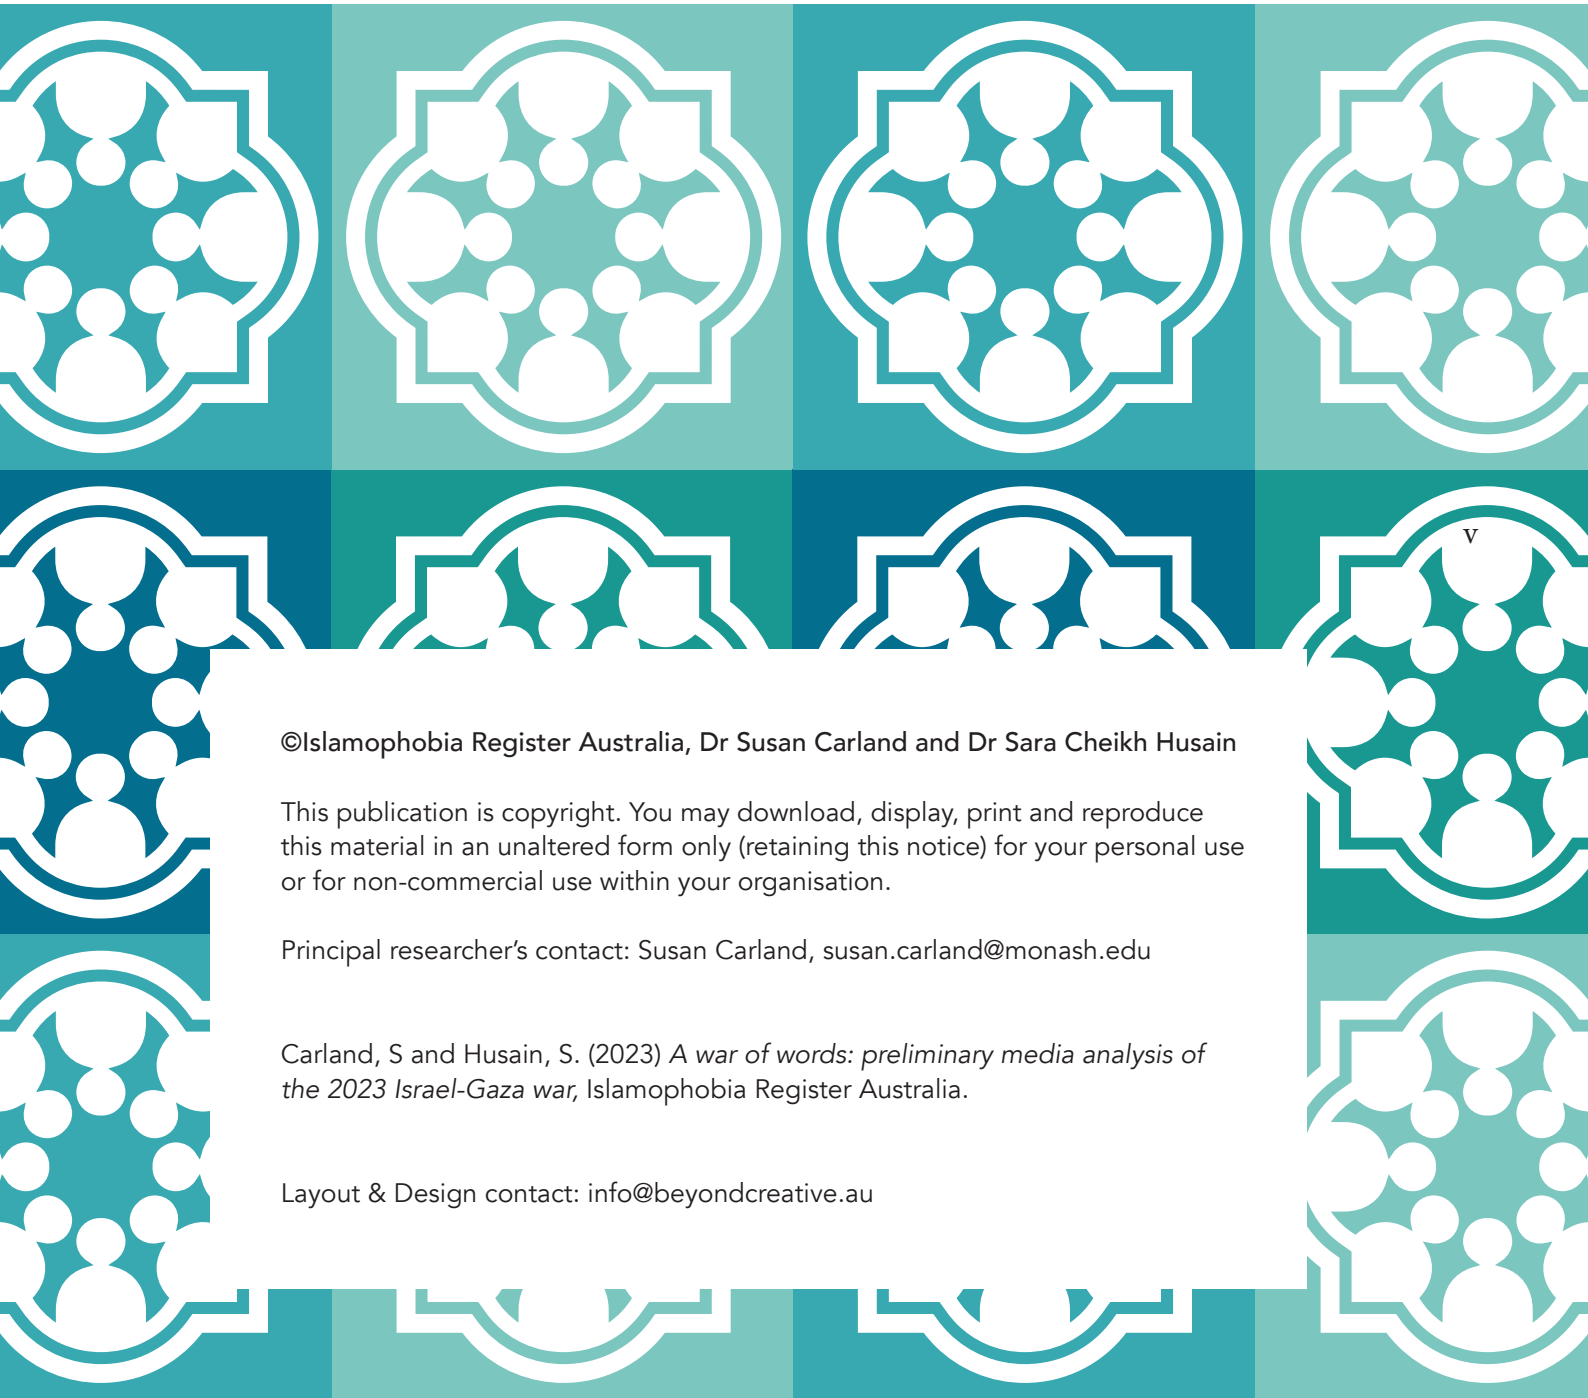 v
©Islamophobia Register Australia, Dr Susan Carland and Dr Sara Cheikh Husain
This publication is copyright. You may download, display, print and reproduce
this material in an unaltered form only (retaining this notice) for your personal use
or for non-commercial use within your organisation.
Principal researcher’s contact: Susan Carland, susan.carland@monash.edu
Carland, S and Husain, S. (2023) A war of words: preliminary media analysis of
the 2023 Israel-Gaza war, Islamophobia Register Australia.
Layout & Design contact: info@beyondcreative.au